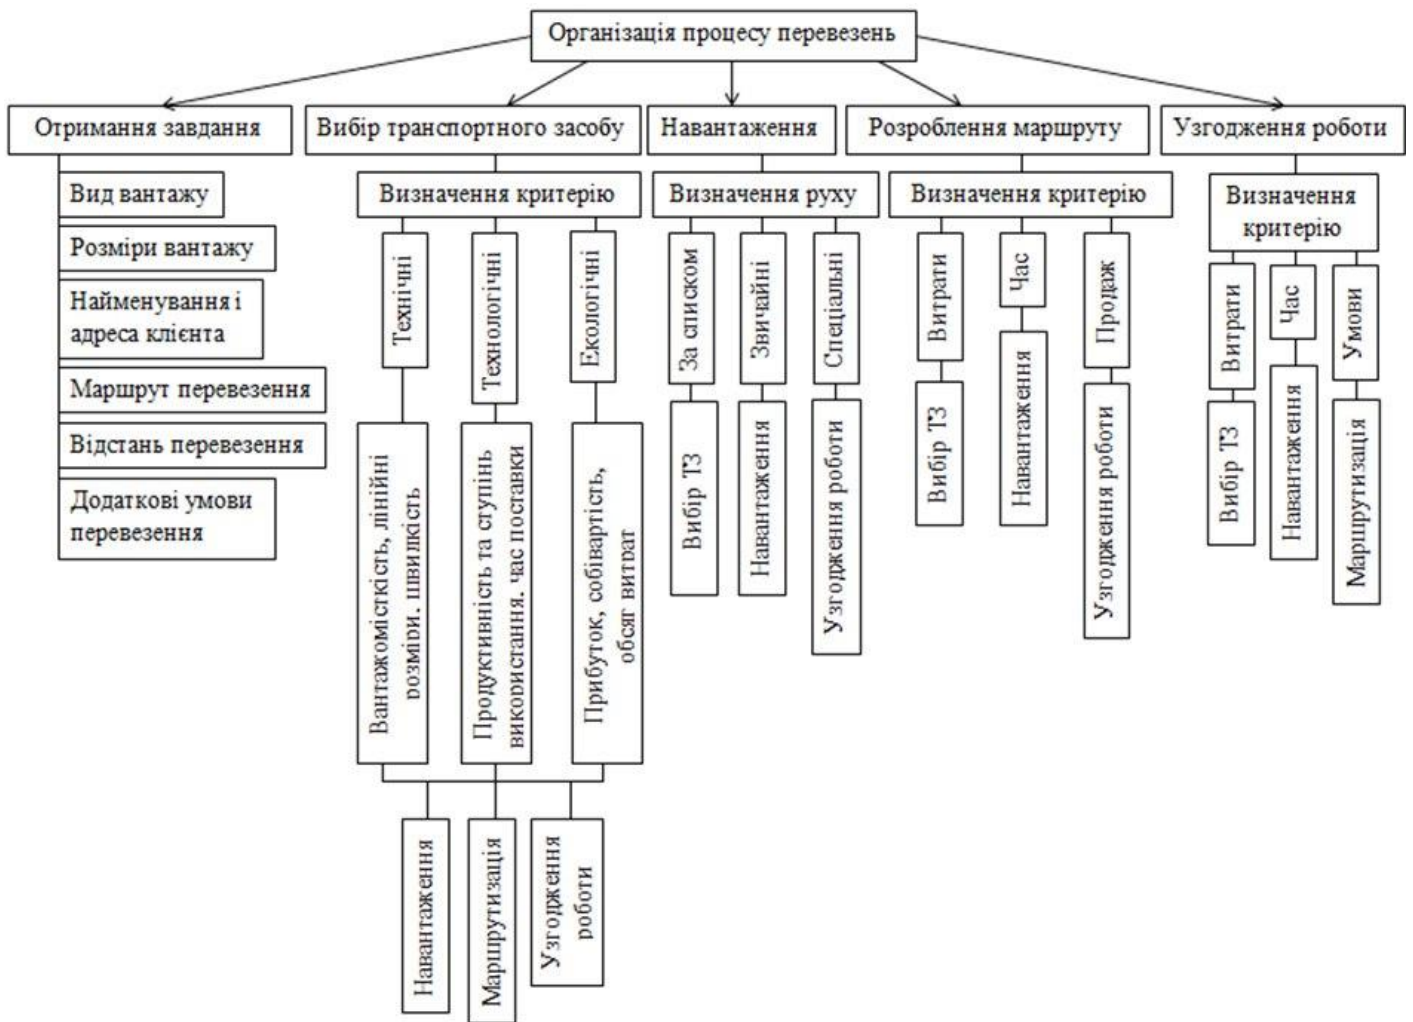 Організація процесу перевезень
Отримання завдання
Вид вантажу
Розміри вантажу
Найменування і
адреса клієнта
Маршрут перевезення
Відстань перевезення
Додаткові умови
перевезення
Вибір транспортного засобу
Визначення критерію
Технічні
Технологічні
Екологічні
Вантажомісткість, лінійні
розміри. швилкість
Продуктивність та ступінь
використання. час поставки
Прибуток, собівартість,
обсяг витрат
Навантаження
Маршрутизація
Узгодження
роботи
Навантаження
Визначення руху
За списком
Звичайні
Спеціальні
Вибір ТЗ
Навантаження
Узгодження роботи
Розроблення маршруту
Визначення критерію
Витрати
Час
Продаж
Вибір ТЗ
Навантаження
Узгодження роботи
Узгодження роботи
Визначення
критерію
Витрати
Час
Умови
Вибір ТЗ
Навантаження
Маршрутизація